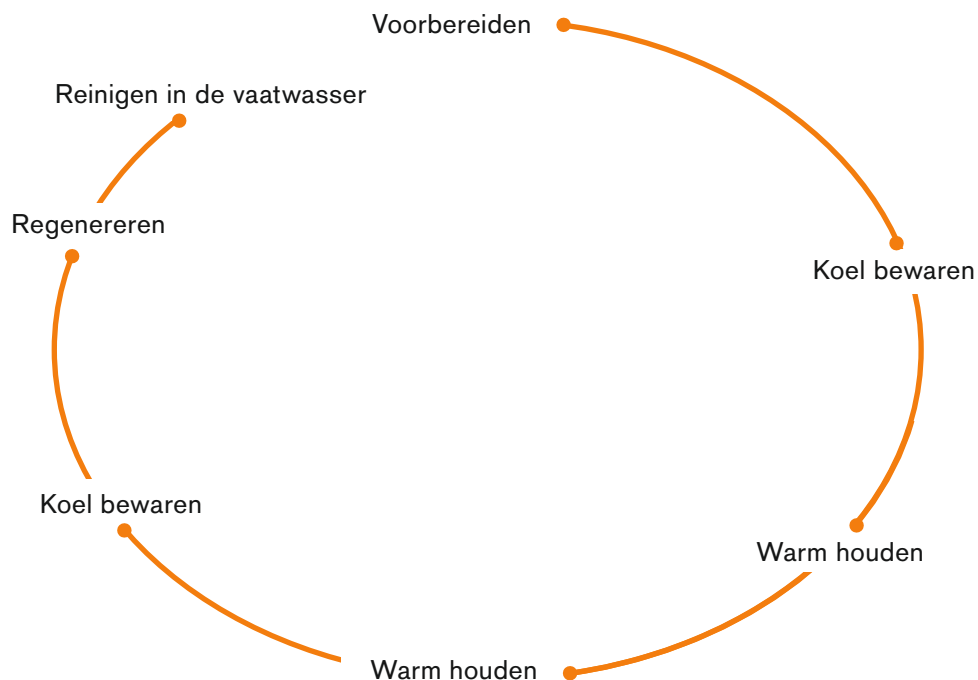 Voorbereiden
Reinigen in de vaatwasser
Regenereren
Koel bewaren
Koel bewaren
Warm houden
Warm houden